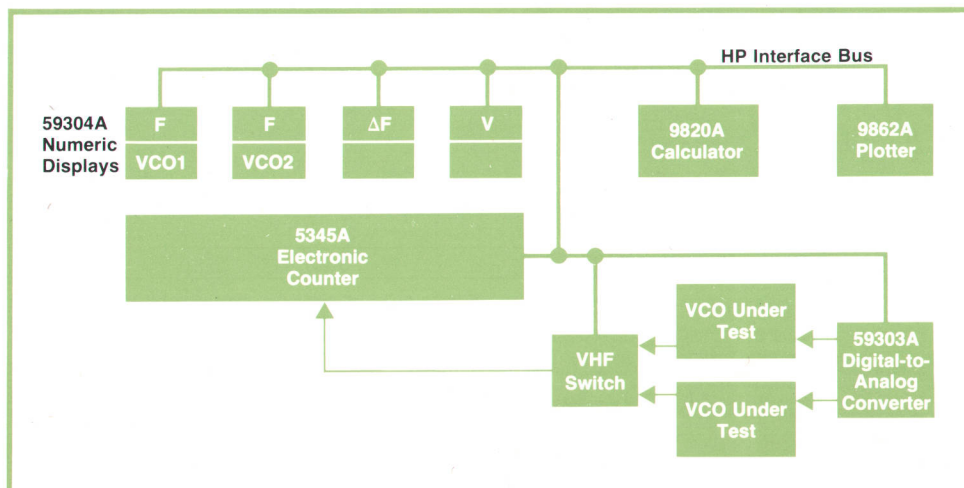 HP Interface Bus
59304A
Numeric
Displays
F
VCO1
F
VCO2
ΔF
V
9820A
Calculator
9862A
Plotter
5345A
Electronic
Counter
VHF
Switch
VCO Under
Test
VCO Under
Test
59303A
Digital-to-
Analog
Converter